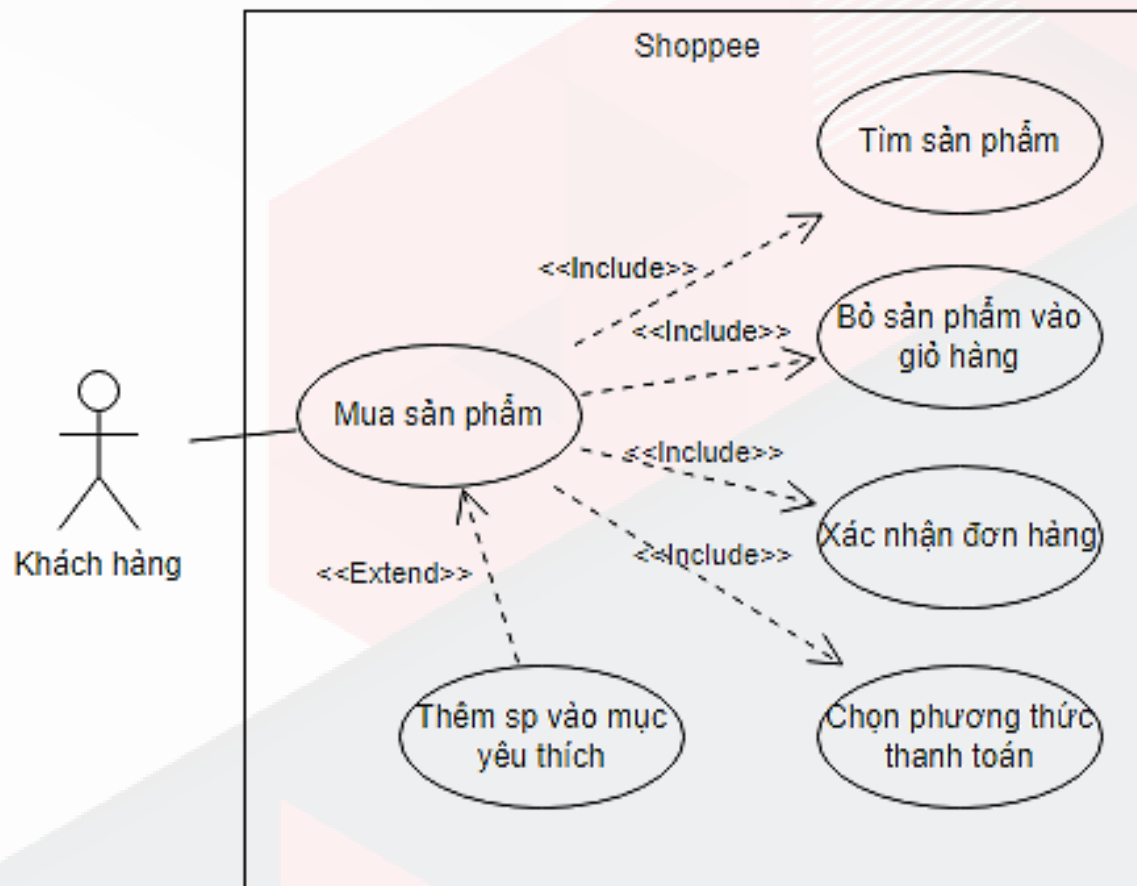 Shoppee
Tìm sản phẩm
<<Include>>
<<Include>>
Bỏ sản phẩm vào
giỏ hàng
Mua sản phẩm
<<Include>>
Xác nhận đơn hàng
<<Include>>
Khách hàng
<<Extend>>
Thêm sp vào mục
yêu thích
Chọn phương thức
thanh toán